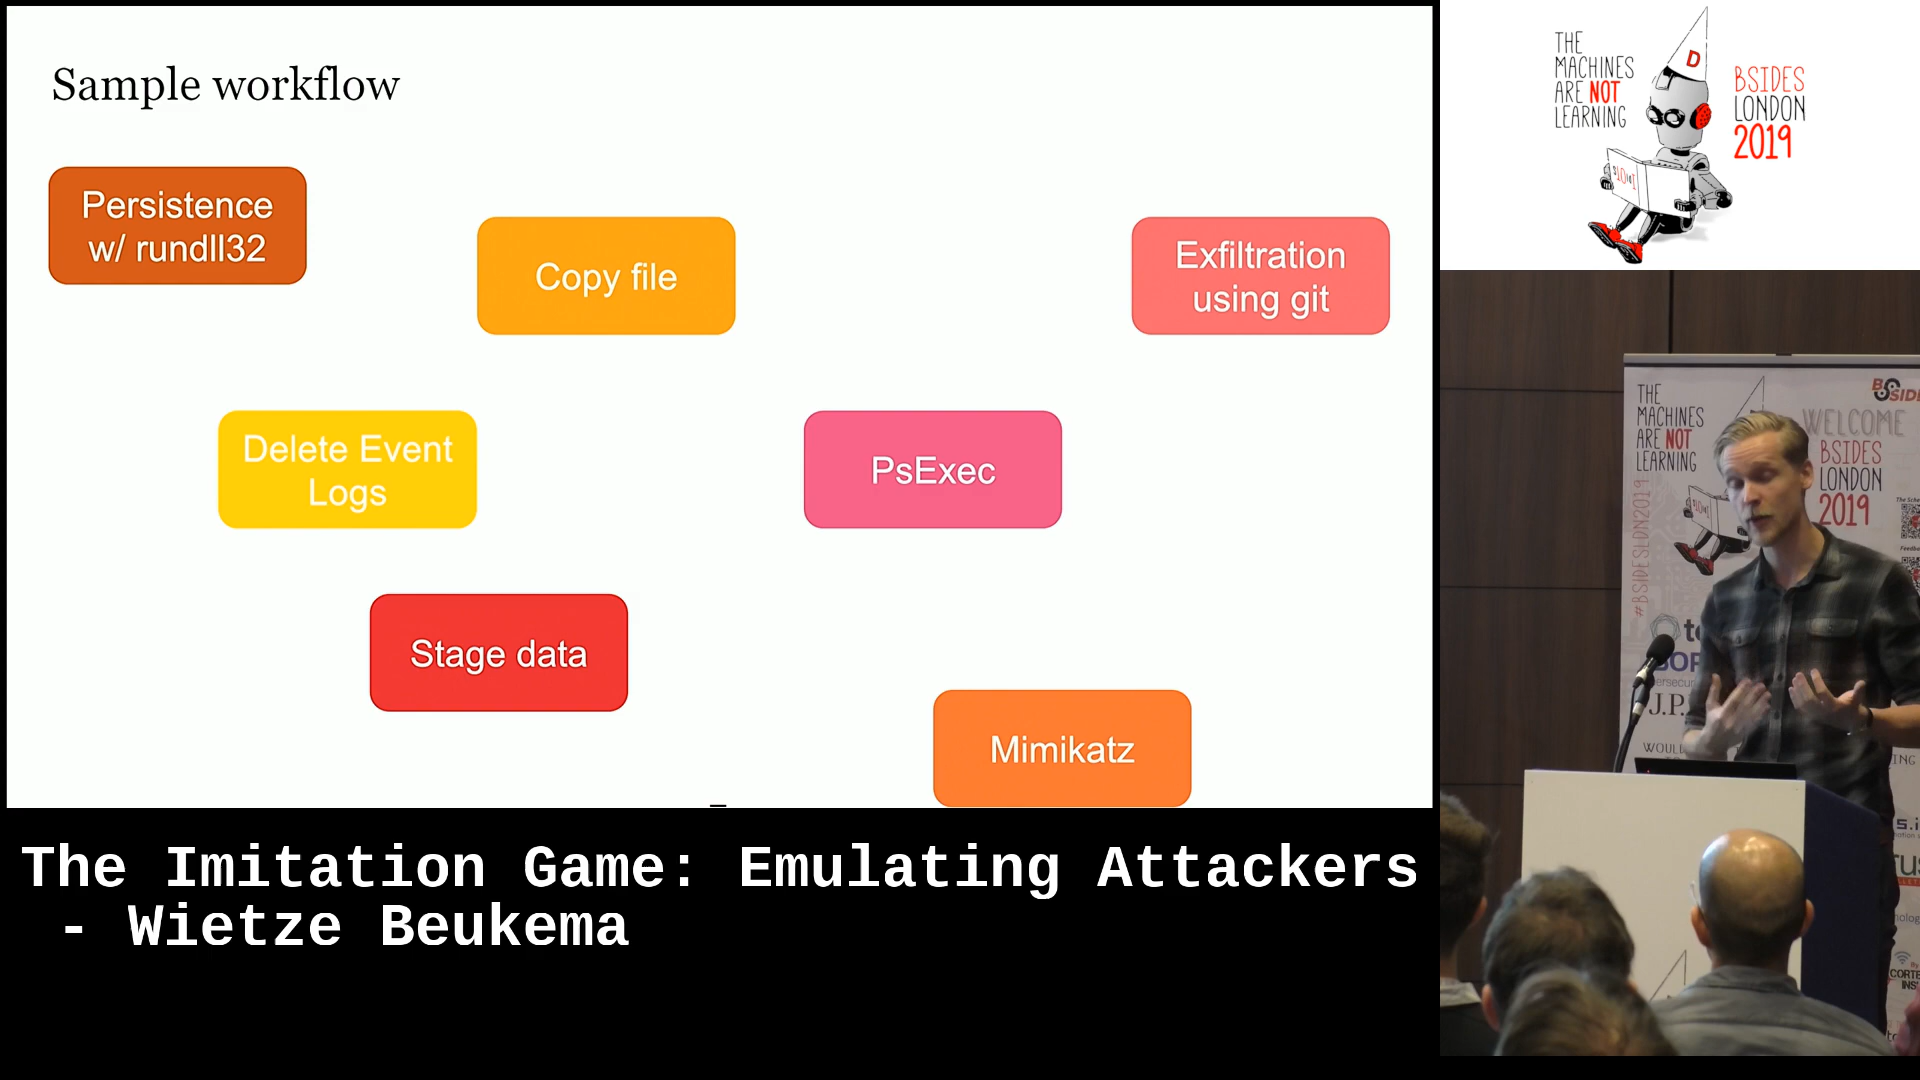 Sample workflow
Persistence
w/ rundll32
Copy file
Exfiltration
using git
Delete Event
Logs
PsExec
Stage data
Mimikatz
The Imitation Game: Emulating Attackers
- Wietze Beukema
THE
MACHINES
ARE NOT
LEARNING
D
BSIDES
LONDON
2019
THE
MACHINES
ARE NOT
LEARNING
WELCOME
BSIDES
LONDON
2019
#BSIDESLDN2019
J.P.